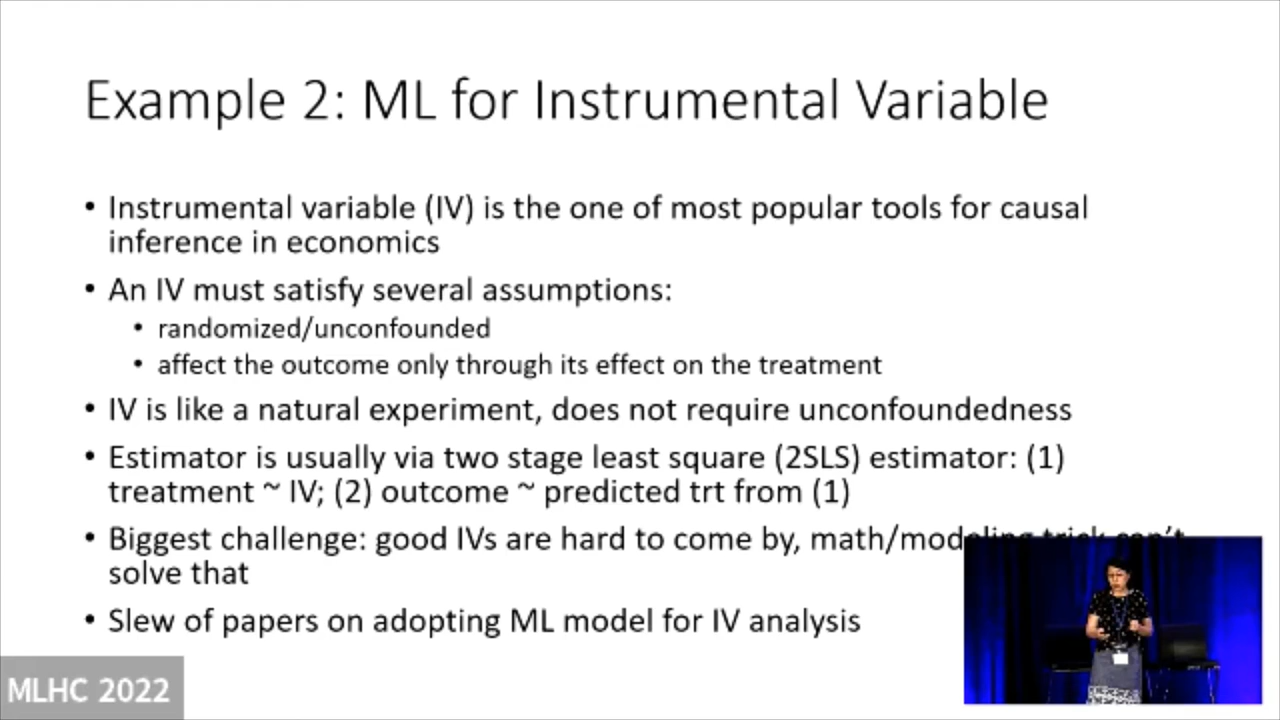 Example 2: ML for Instrumental Variable
• Instrumental variable (IV) is the one of most popular tools for causal
inference in economics
• An IV must satisfy several assumptions:
• randomized/unconfounded
• affect the outcome only through its effect on the treatment
• IV is like a natural experiment, does not require unconfoundedness
• Estimator is usually via two stage least square (2SLS) estimator: (1)
treatment ~ IV; (2) outcome ~ predicted trt from (1)
• Biggest challenge: good IVs are hard to come by, math/modeling trick can't
solve that
• Slew of papers on adopting ML model for IV analysis
MLHC 2022